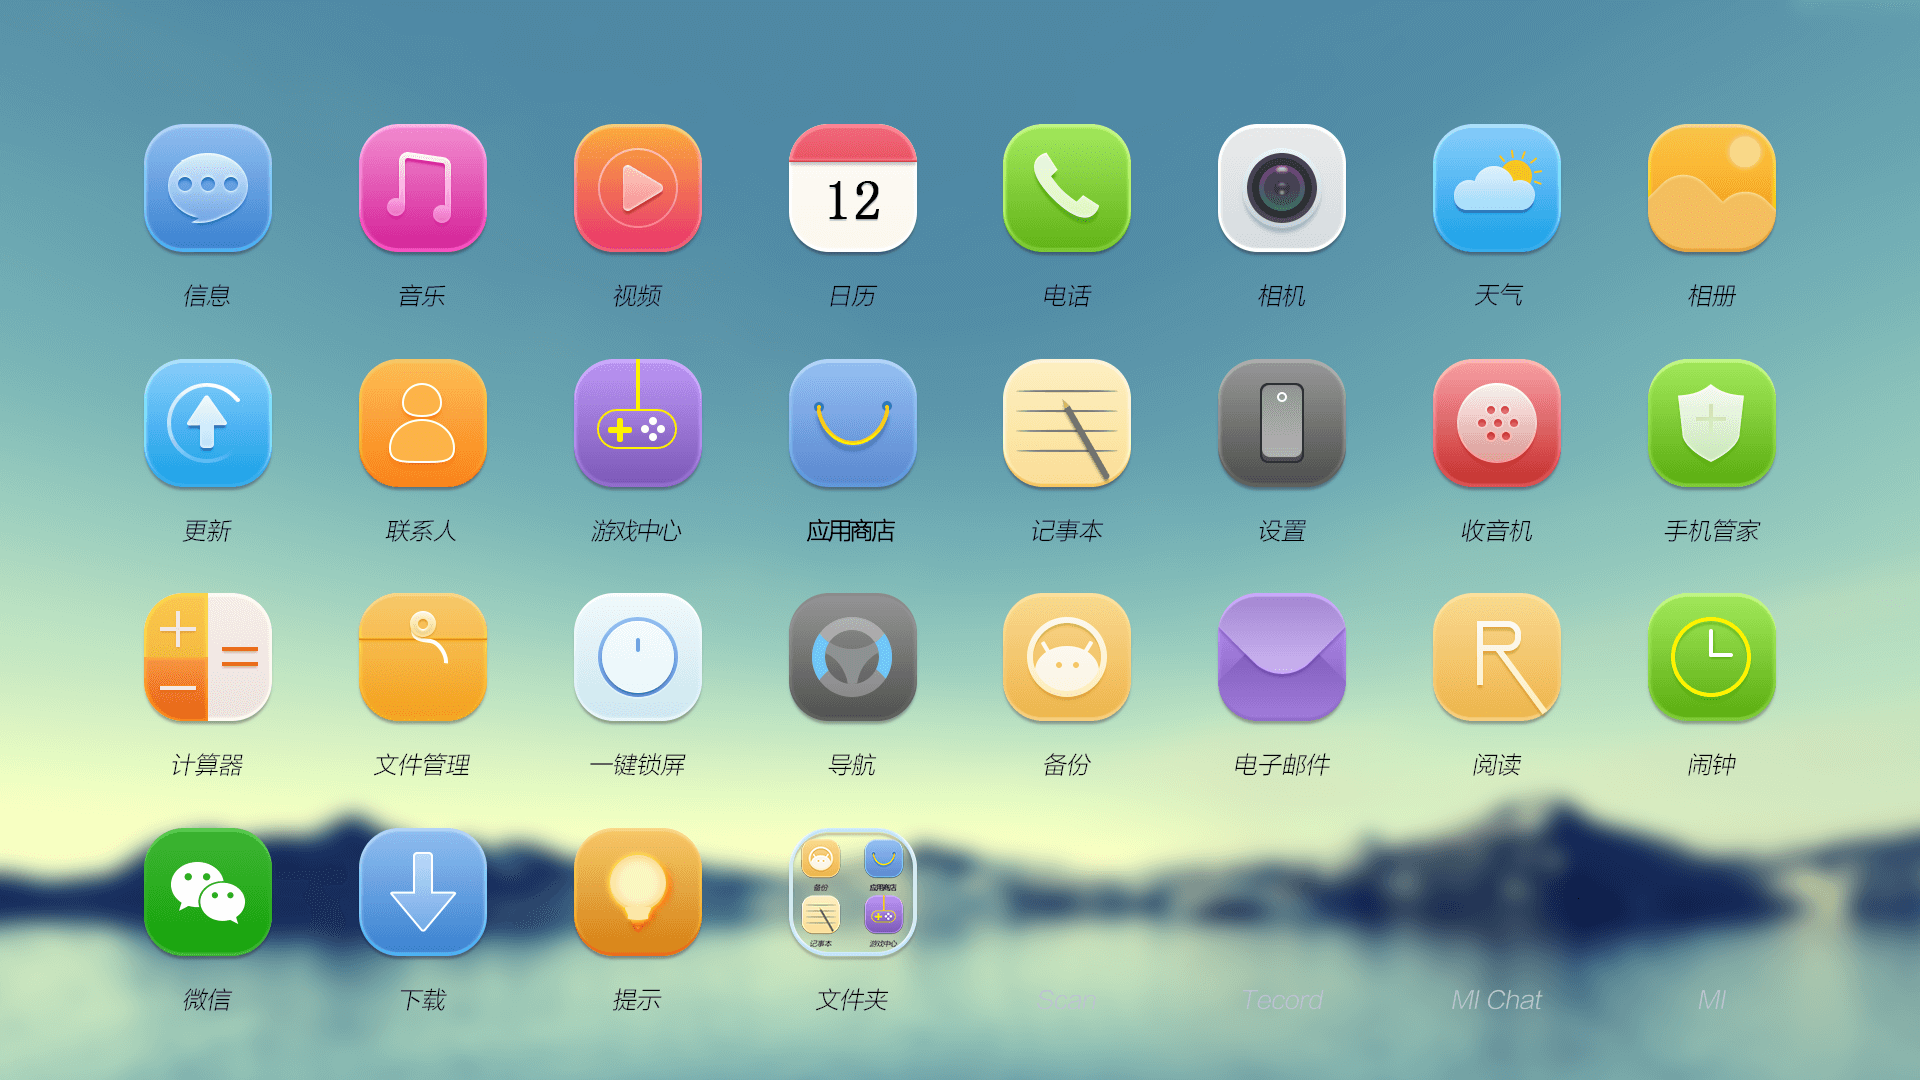 12
信息
音乐
视频
日历
电话
相机
天气
相册
更新
联系人
游戏中心
应用商店
记事本
设置
收音机
手机管家
计算器
文件管理
一键锁屏
导航
备份
电子邮件
阅读
闹钟
备份
应用商店
记事本
游戏中心
微信
下载
提示
文件夹
Scan
Tecord
MI Chat
MI